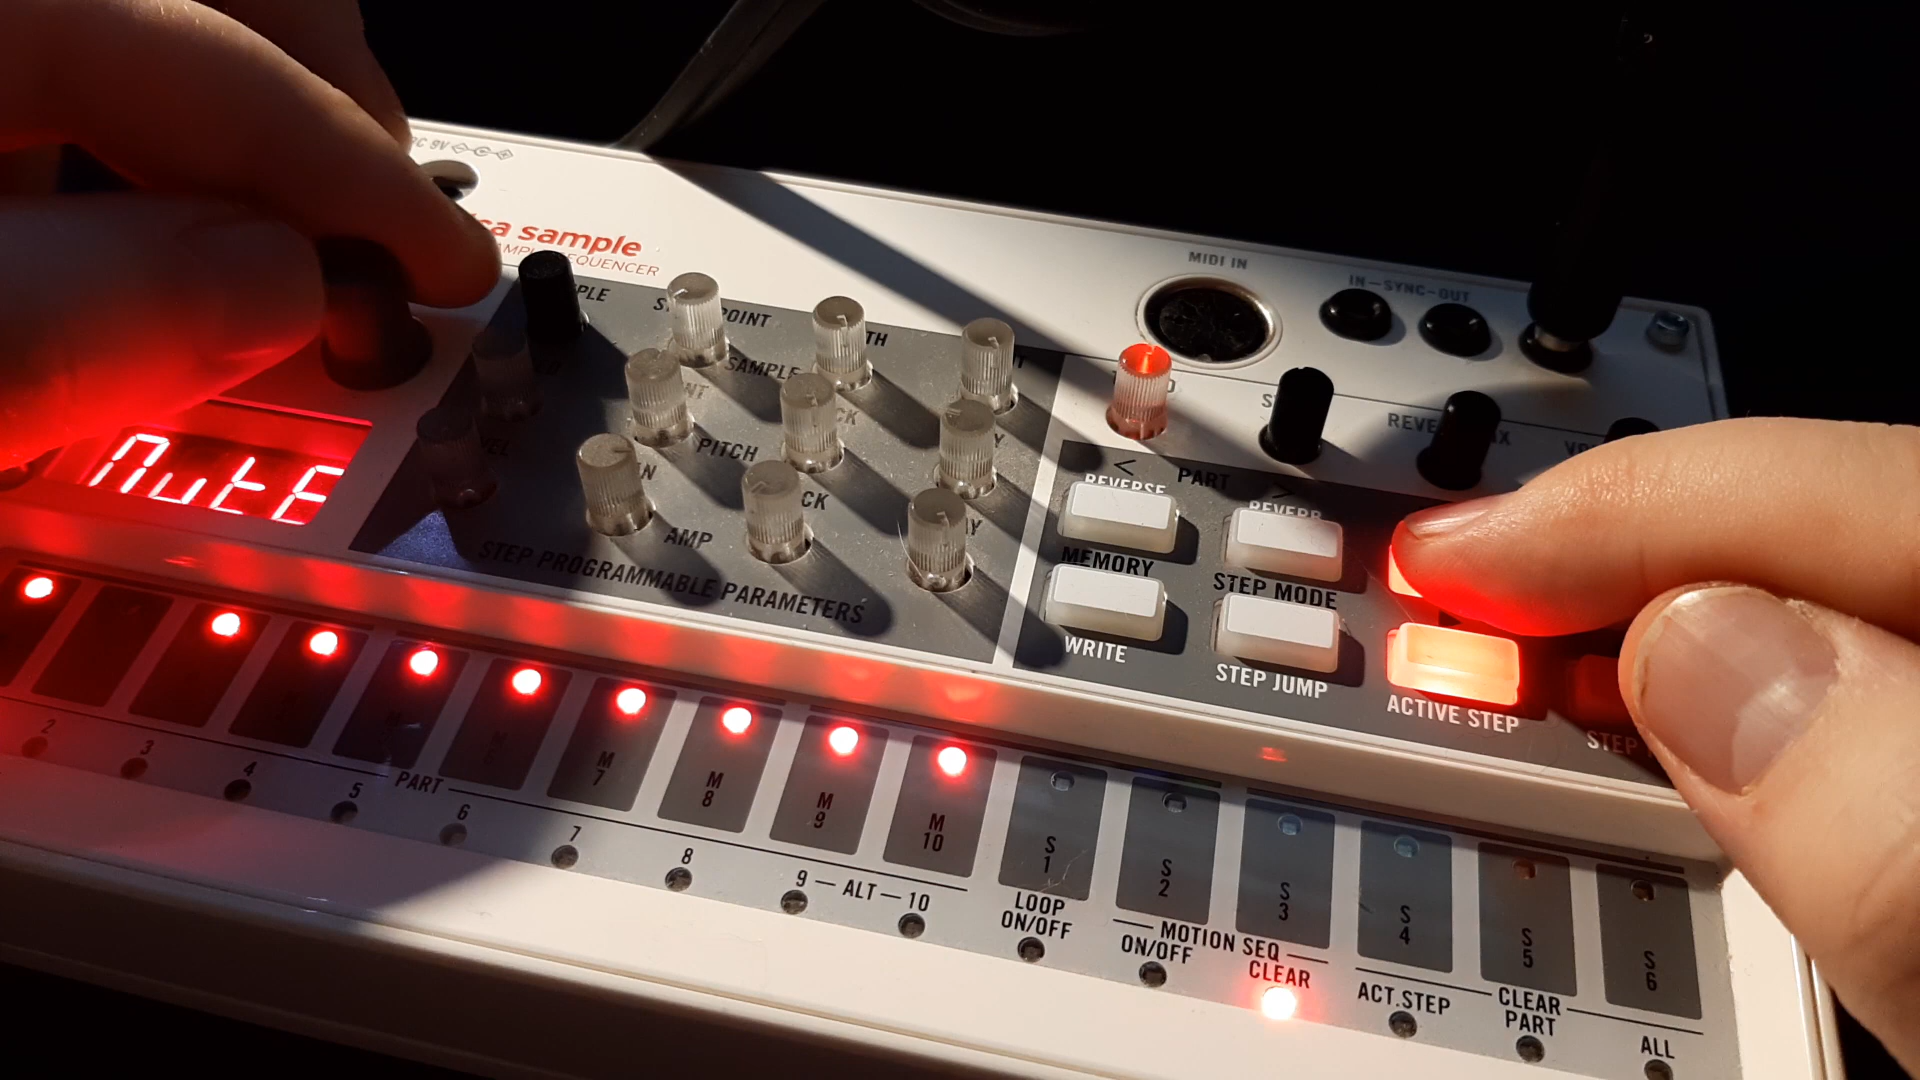 9V
sample
SEQUENCER
MIDI IN
IN-SYNC-OUT
SAMPLE
PITCH
AMP
STEP PROGRAMMABLE PARAMETERS
< PART >
REVERSE
REVERB
MEMORY
STEP MODE
WRITE
STEP JUMP
ACTIVE STEP
STEP
MutE
M 7
M 8
M 9
M 10
S 1
S 2
S 3
S 4
S 5
S 6
2
3
4
5
PART
6
7
8
9 — ALT — 10
LOOP
ON/OFF
MOTION SEQ
ON/OFF
CLEAR
ACT.STEP
CLEAR
PART
ALL